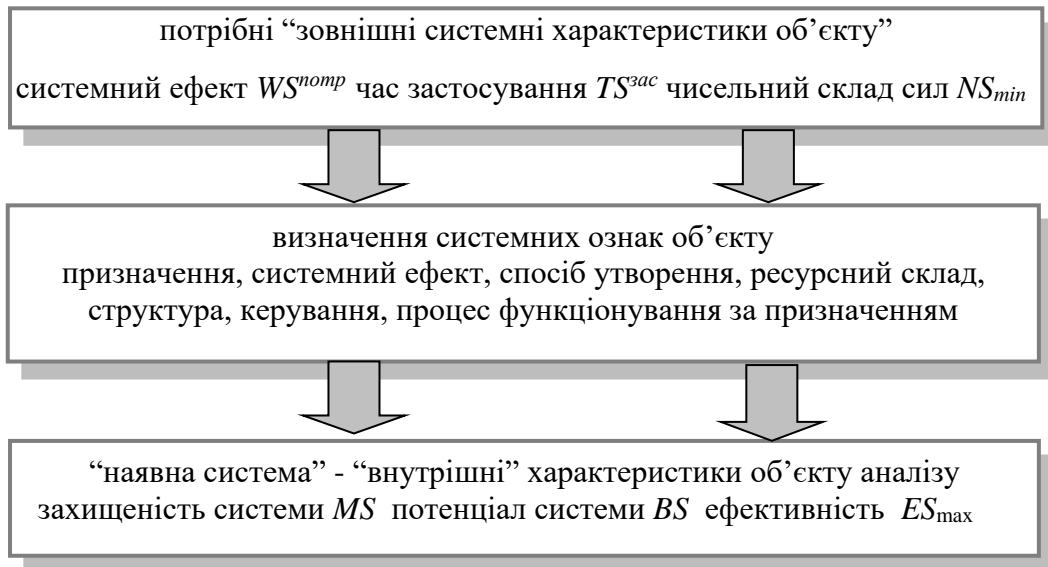 потрібні “зовнішні системні характеристики об’єкту”
системний ефект WSᵖᵒᵐᵖ час застосування TSᶻᵃᶜ чисельний склад сил NSmin
визначення системних ознак об’єкту
призначення, системний ефект, спосіб утворення, ресурсний склад,
структура, керування, процес функціонування за призначенням
“наявна система” - “внутрішні” характеристики об’єкту аналізу
захищеність системи MS потенціал системи BS ефективність ESmax